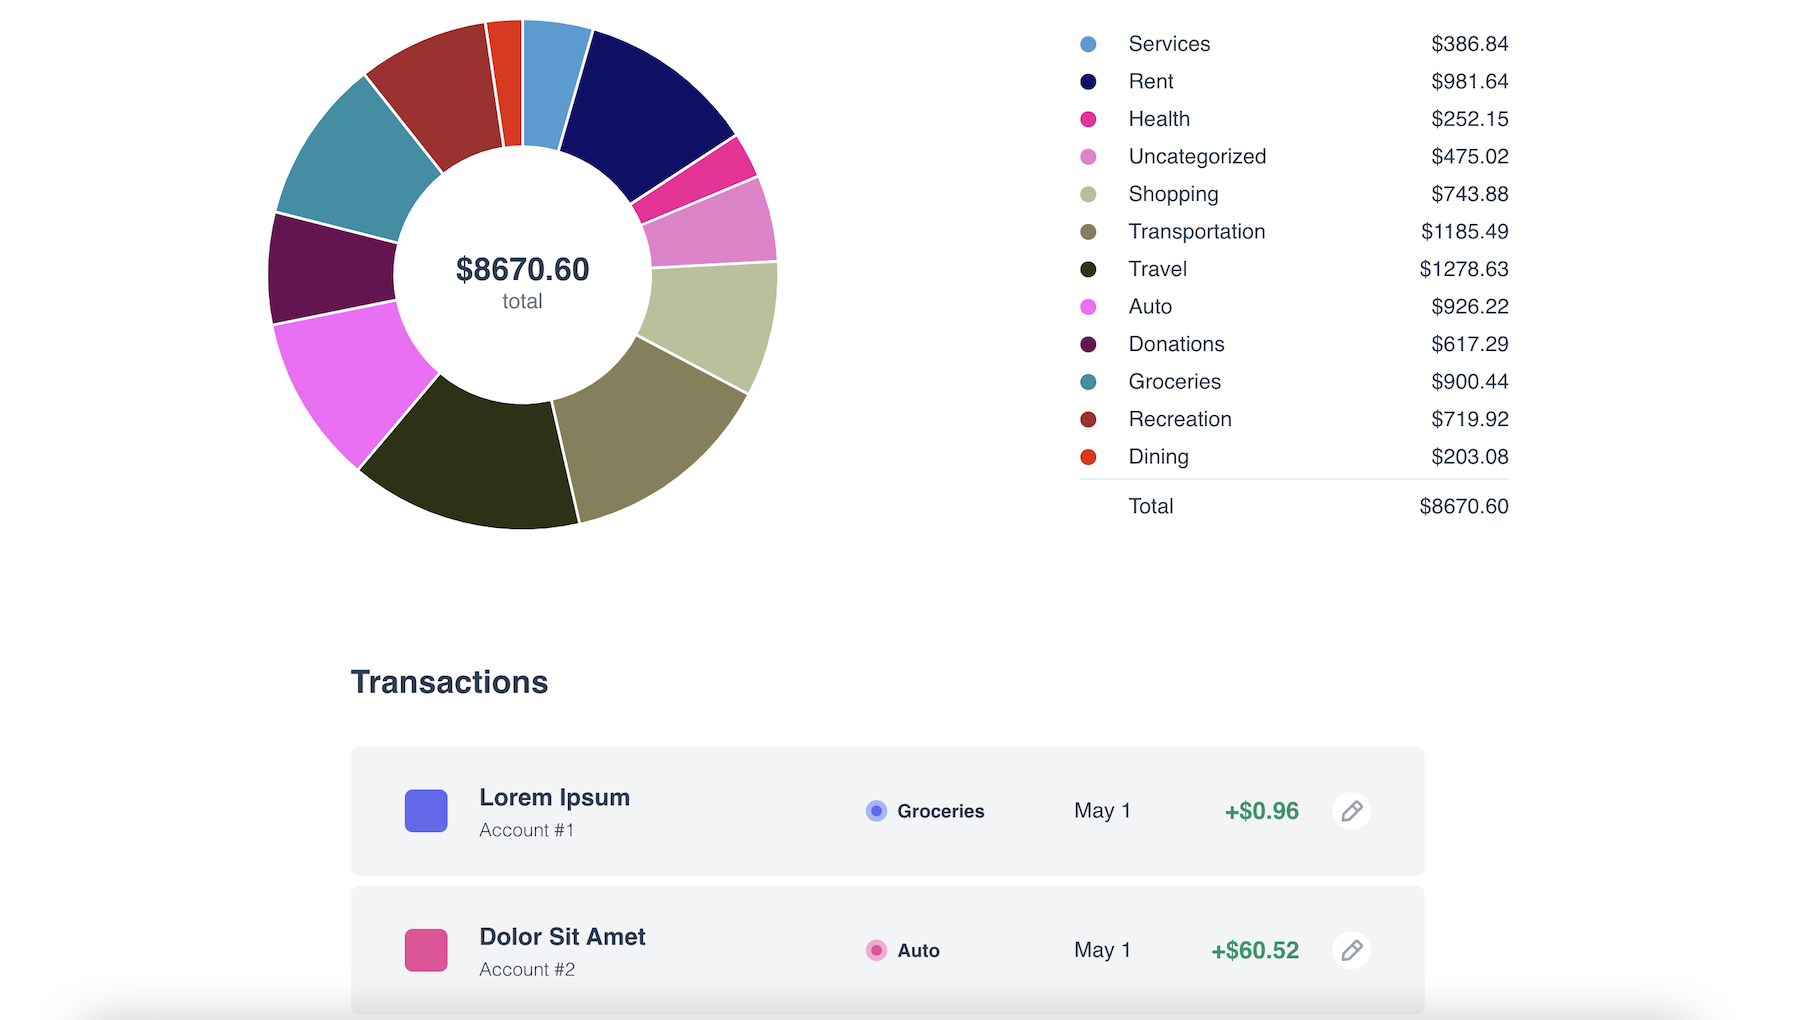 $8670.60
total
Services $386.84
Rent $981.64
Health $252.15
Uncategorized $475.02
Shopping $743.88
Transportation $1185.49
Travel $1278.63
Auto $926.22
Donations $617.29
Groceries $900.44
Recreation $719.92
Dining $203.08
Total $8670.60
Transactions
Lorem Ipsum
Account #1
Groceries May 1 +$0.96
Dolor Sit Amet
Account #2
Auto May 1 +$60.52